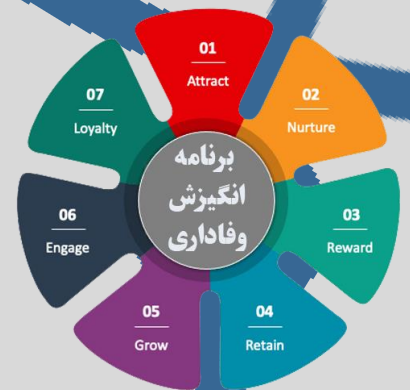 01
Attract
02
Nurture
03
Reward
04
Retain
05
Grow
06
Engage
07
Loyalty
برنامه
انگیزش
وفاداری